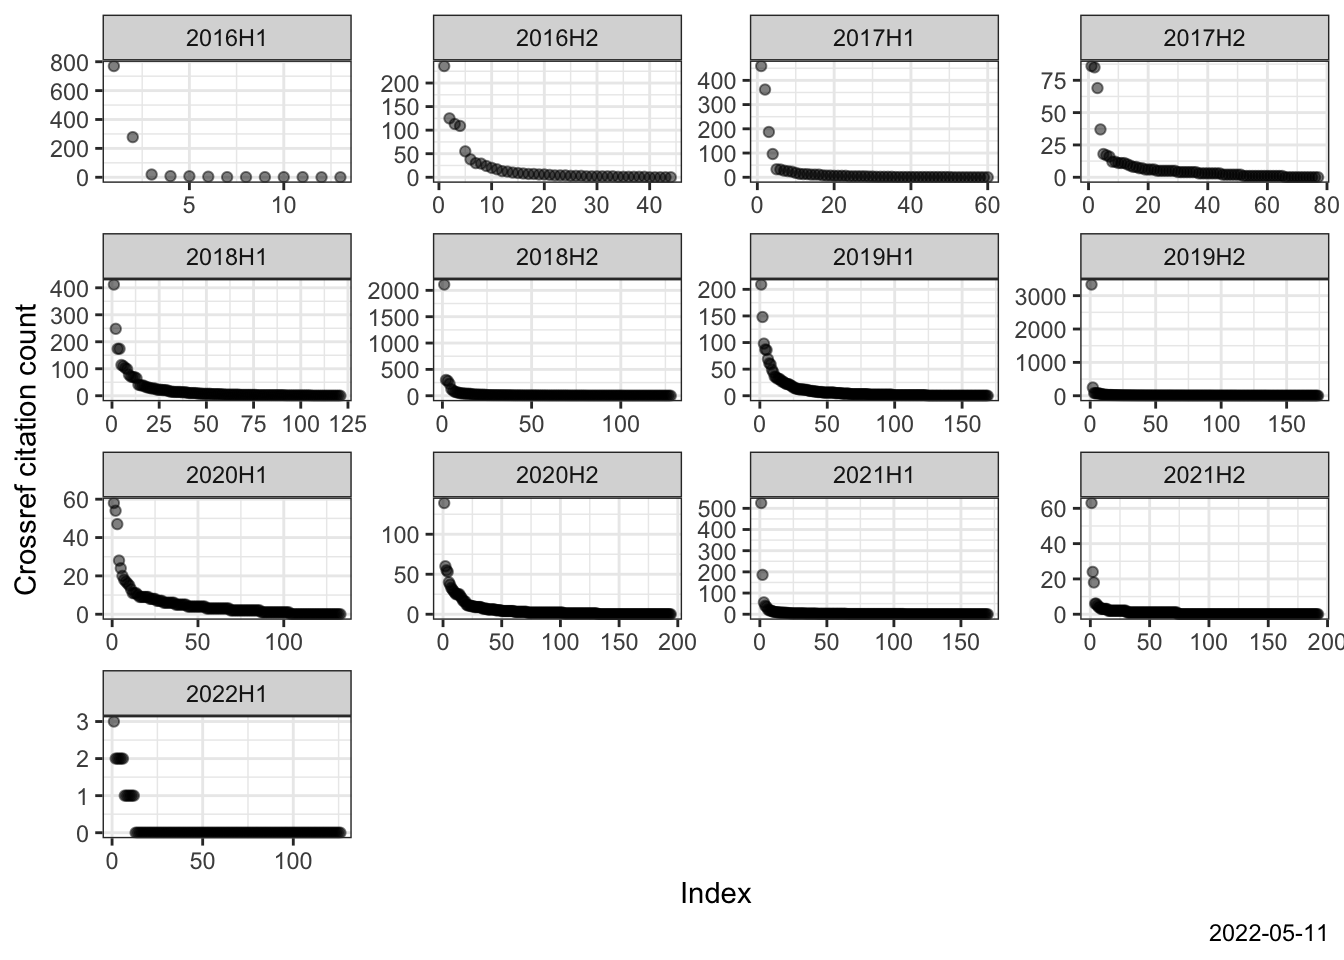 2016H1 2016H2 2017H1 2017H2
800 600 400 200 0
200 150 100 50 0
400 300 200 100 0
75 50 25 0
5 10
0 10 20 30 40
0 20 40 60
0 20 40 60 80
2018H1 2018H2 2019H1 2019H2
400 300 200 100 0
2000 1500 1000 500 0
200 150 100 50 0
3000 2000 1000 0
0 25 50 75 100 125
0 50 100
0 50 100 150
0 50 100 150
2020H1 2020H2 2021H1 2021H2
60 40 20 0
100 50 0
500 400 300 200 100 0
60 40 20 0
0 50 100
0 50 100 150 200
0 50 100 150
0 50 100 150 200
2022H1
3 2 1 0
0 50 100
Crossref citation count
Index
2022-05-11